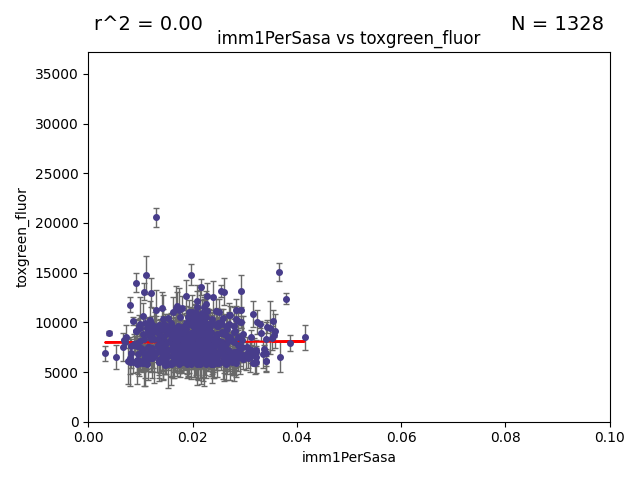 r^2 = 0.00
N = 1328
imm1PerSasa vs toxgreen_fluor
35000
30000
25000
20000
15000
10000
5000
0
toxgreen_fluor
0.00
0.02
0.04
0.06
0.08
0.10
imm1PerSasa